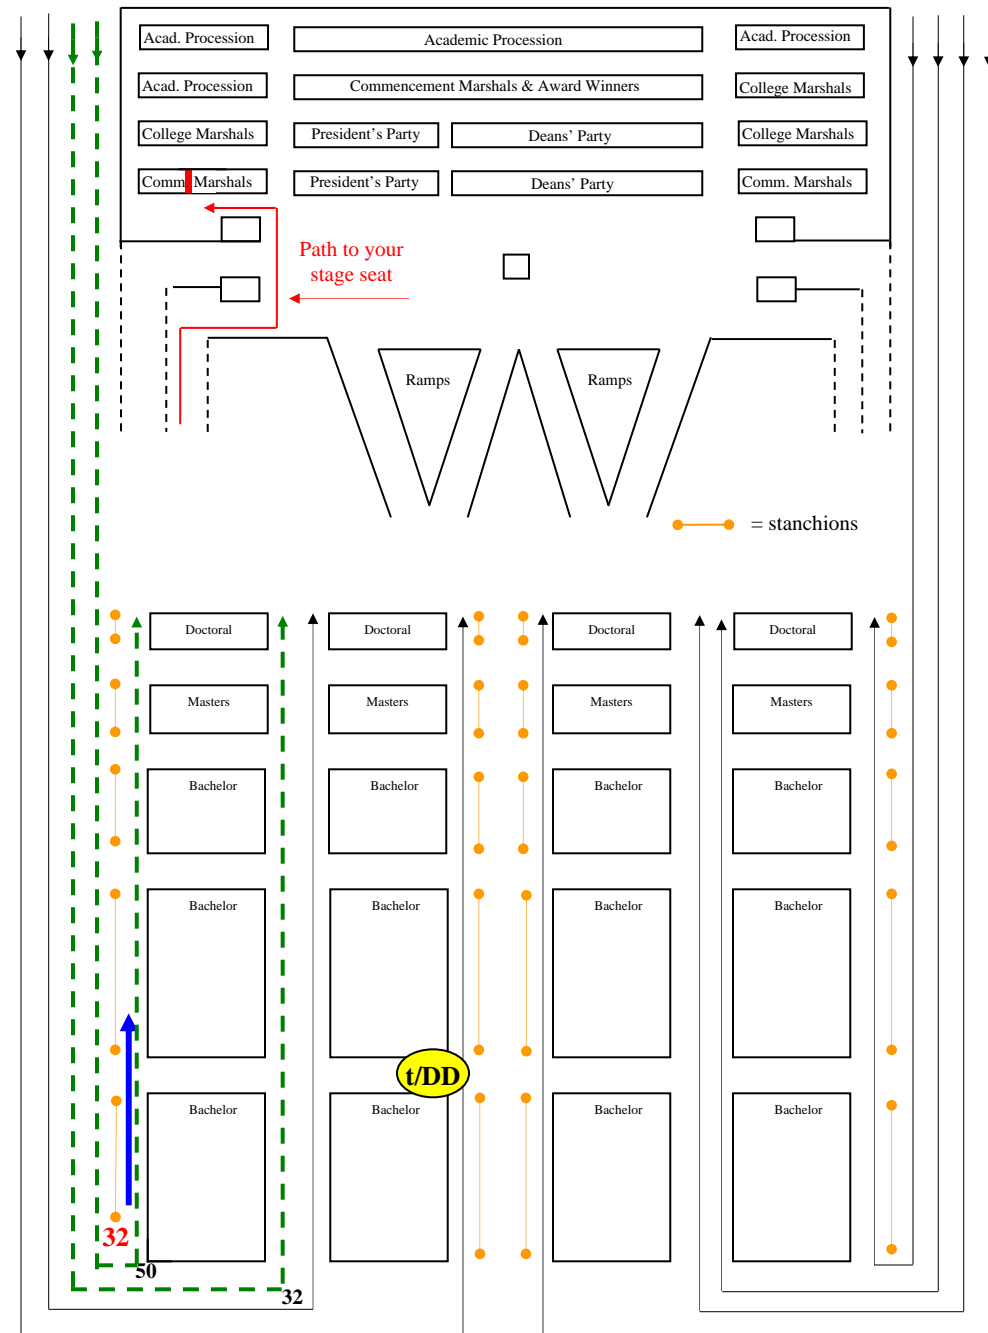 Acad. Procession
Academic Procession
Acad. Procession
Acad. Procession
Commencement Marshals & Award Winners
College Marshals
College Marshals
President's Party
Deans' Party
College Marshals
Comm. Marshals
President's Party
Deans' Party
Comm. Marshals
Path to your
stage seat
Ramps
Ramps
= stanchions
Doctoral
Doctoral
Doctoral
Doctoral
Masters
Masters
Masters
Masters
Bachelor
Bachelor
Bachelor
Bachelor
Bachelor
Bachelor
Bachelor
Bachelor
t/DD
Bachelor
Bachelor
Bachelor
Bachelor
32
50
32